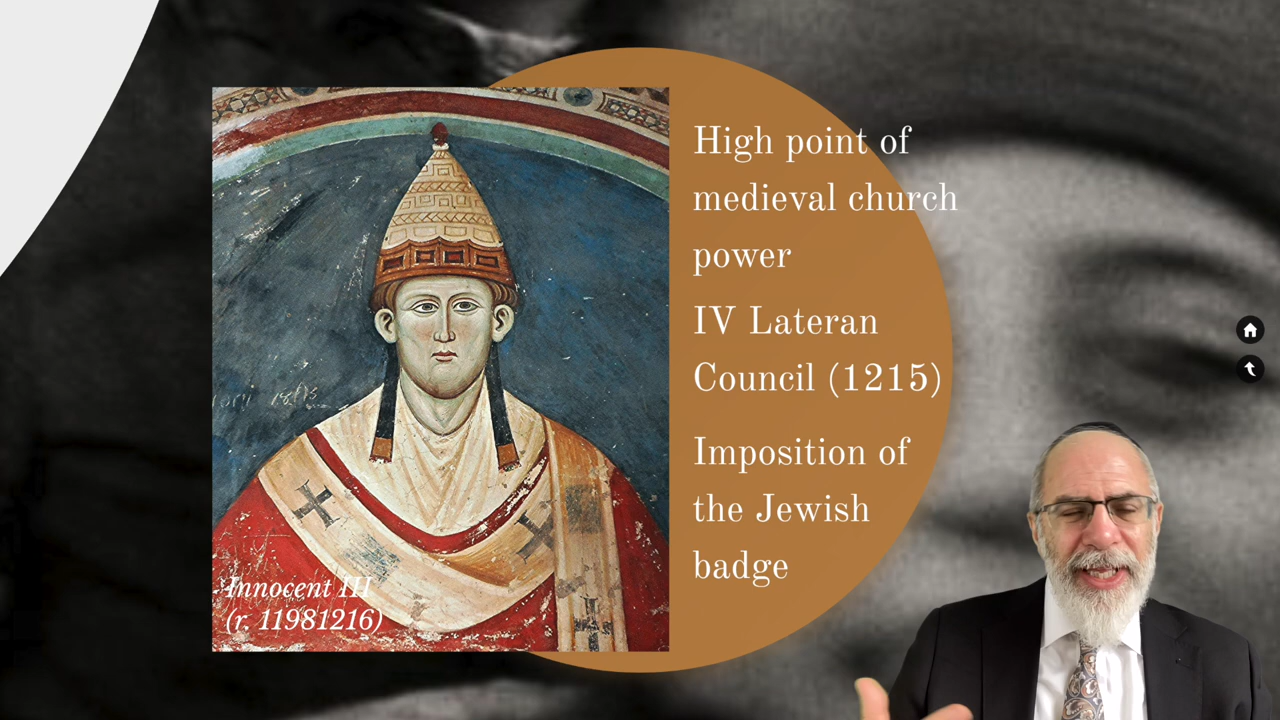 High point of
medieval church
power
IV Lateran
Council (1215)
Imposition of
the Jewish
badge
Innocent III
(r. 11981216)